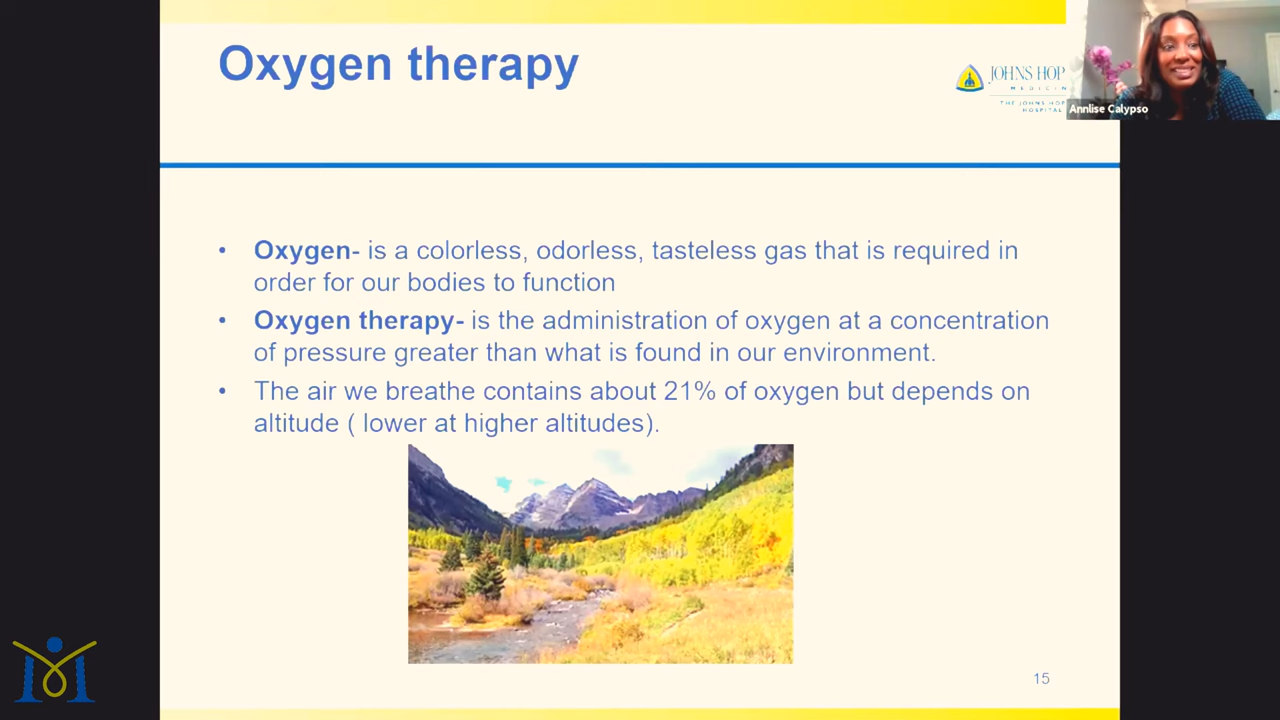 Oxygen therapy
JOHNS HOP
MEDICIN
THE JOHNS HOP
HOSPITAL
Annlise Calypso
• Oxygen- is a colorless, odorless, tasteless gas that is required in
order for our bodies to function
• Oxygen therapy- is the administration of oxygen at a concentration
of pressure greater than what is found in our environment.
• The air we breathe contains about 21% of oxygen but depends on
altitude ( lower at higher altitudes).
15